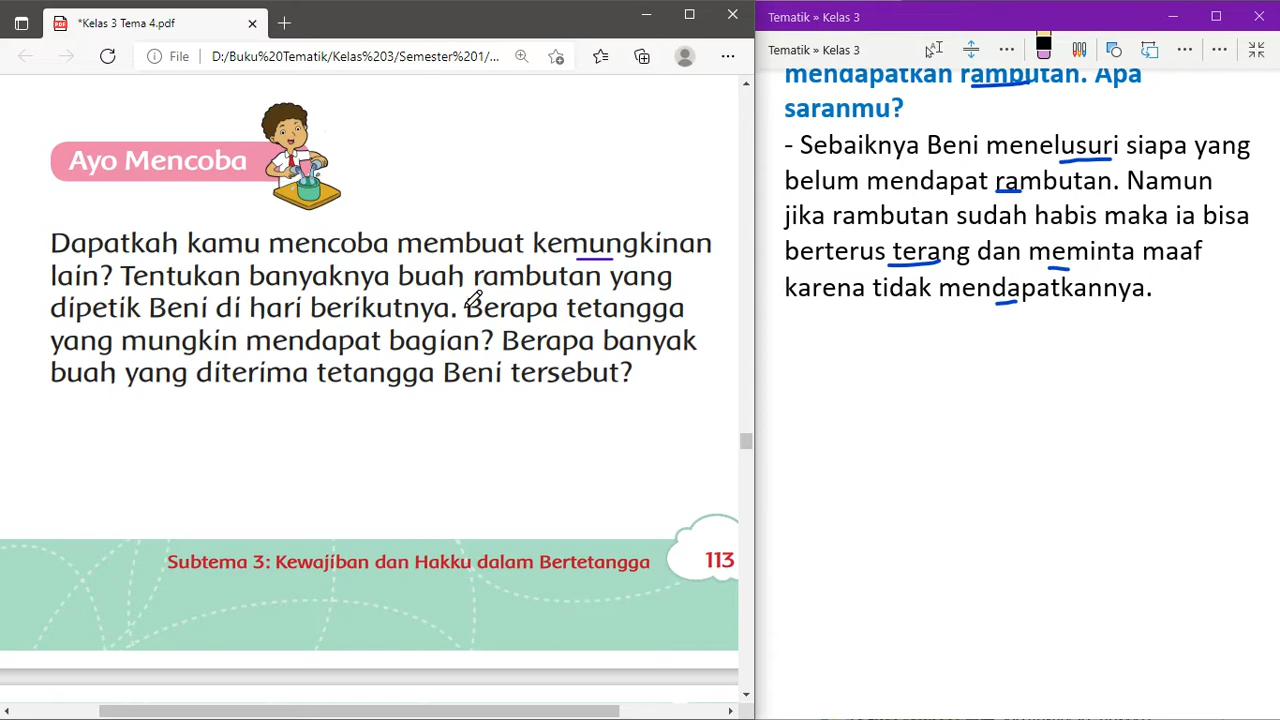 *Kelas 3 Tema 4.pdf
File
D:/Buku%20Tematik/Kelas%203/Semester%201/...
Ayo Mencoba
Dapatkah kamu mencoba membuat kemungkinan
lain? Tentukan banyaknya buah rambutan yang
dipetik Beni di hari berikutnya. Berapa tetangga
yang mungkin mendapat bagian? Berapa banyak
buah yang diterima tetangga Beni tersebut?
Subtema 3: Kewajiban dan Hakku dalam Bertetangga
113
Tematik » Kelas 3
Tematik » Kelas 3
mendapatkan rambutan. Apa
saranmu?
- Sebaiknya Beni menelusuri siapa yang
belum mendapat rambutan. Namun
jika rambutan sudah habis maka ia bisa
berterus terang dan meminta maaf
karena tidak mendapatkannya.